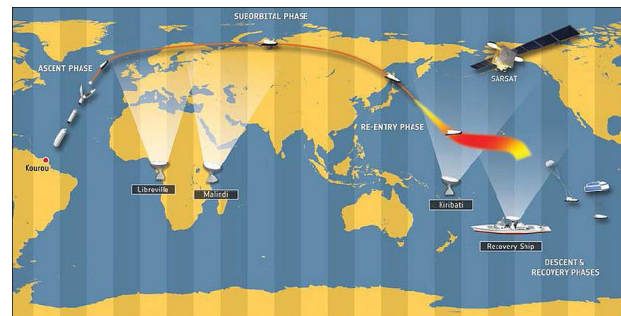 SUBORBITAL PHASE
ASCENT PHASE
SARSAT
RE-ENTRY PHASE
Kourou
Libreville
Malindi
Kiribati
Recovery Ship
DESCENT &
RECOVERY PHASES